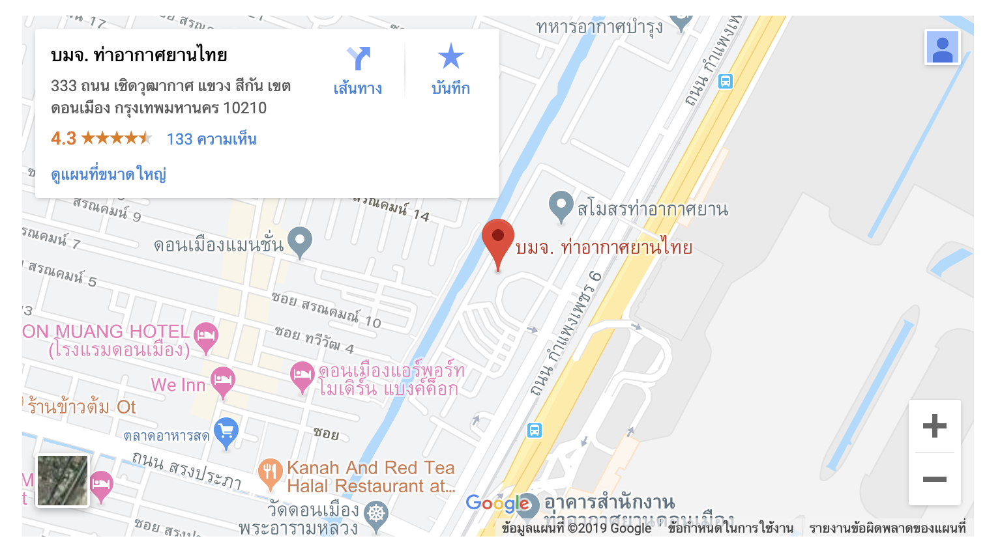 บมจ. ท่าอากาศยานไทย
333 ถนน เชิดวุฒากาศ แขวง สีกัน เขต
ดอนเมือง กรุงเทพมหานคร 10210
4.3
133 ความเห็น
ดูแผนที่ขนาดใหญ่
เส้นทาง
บันทึก
17
ทหารอากาศบำรุง
ถนน กำแพงเพ
สรณคมน์ 9
สรณคมน์ 14
สโมสรท่าอากาศยาน
สรณคมน์ 7
ดอนเมืองแมนชั่น
บมจ. ท่าอากาศยานไทย
สรณคมน์ 5
ซอย สรณคมณ์ 10
ถนน กำแพงเพชร 6
ON MUANG HOTEL
(โรงแรมดอนเมือง)
ซอย ทวีวัฒ 4
ดอนเมืองแอร์พอร์ท
โมเดิร์น แบงค์ค็อก
We Inn
ร้านข้าวต้ม Ot
ตลาดอาหารสด
ซอย
ถนน สรงประภา
Kanah And Red Tea
Halal Restaurant at...
วัดดอนเมือง
พระอารามหลวง
Google
อาคารสำนักงาน
ท่าอากาศยานดอนเมือง
ซอย สรงประ
ข้อมูลแผนที่ ©2019 Google
ข้อกำหนดในการใช้งาน
รายงานข้อผิดพลาดของแผนที่